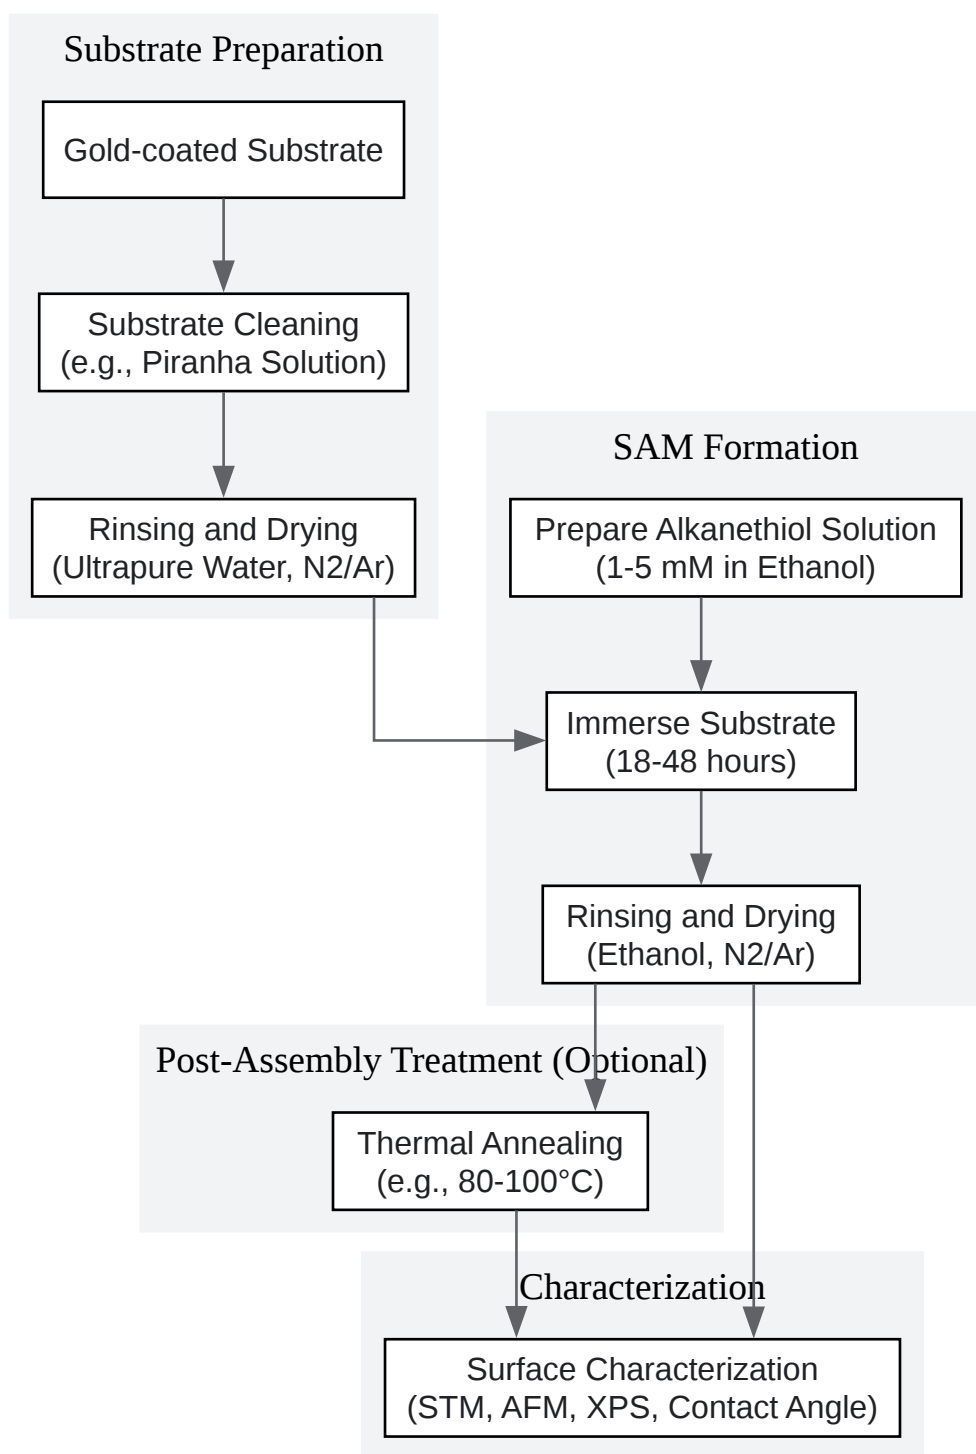 Substrate Preparation
Gold-coated Substrate
Substrate Cleaning
(e.g., Piranha Solution)
Rinsing and Drying
(Ultrapure Water, N2/Ar)
SAM Formation
Prepare Alkanethiol Solution
(1-5 mM in Ethanol)
Immerse Substrate
(18-48 hours)
Rinsing and Drying
(Ethanol, N2/Ar)
Post-Assembly Treatment (Optional)
Thermal Annealing
(e.g., 80-100°C)
Characterization
Surface Characterization
(STM, AFM, XPS, Contact Angle)